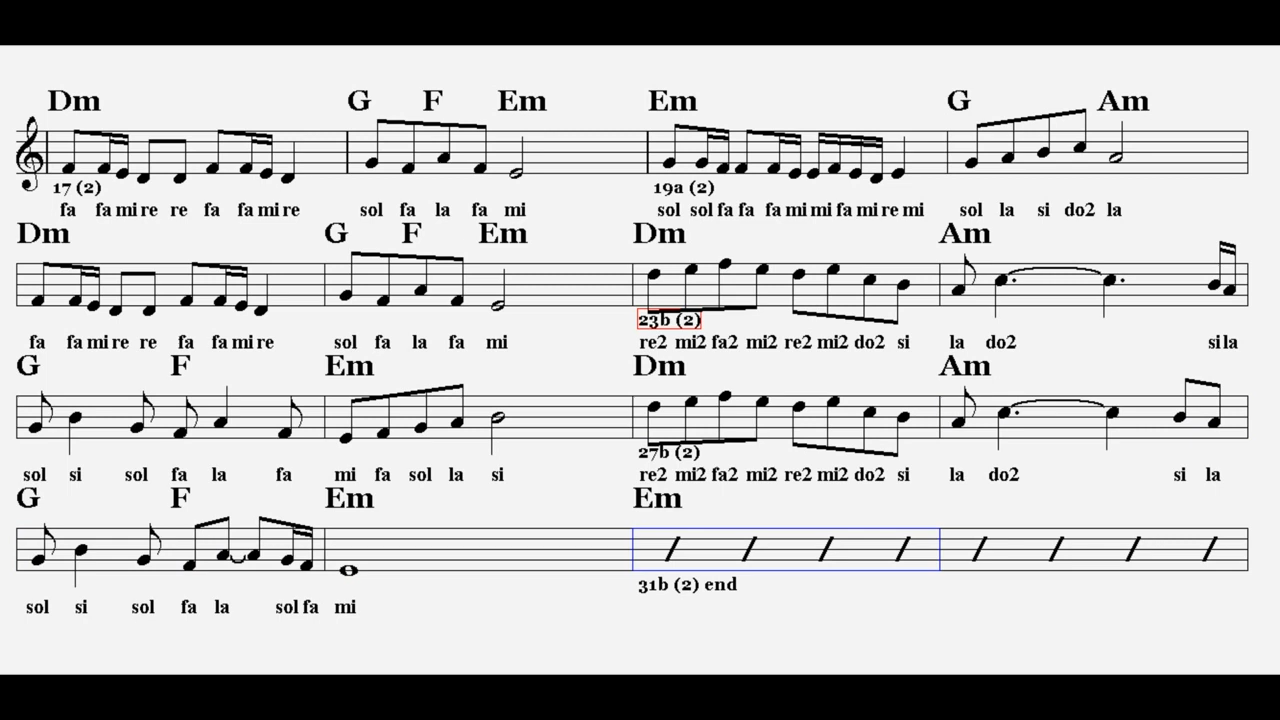 Dm G F Em Em G Am
17 (2) 19a (2)
fa fa mi re re fa fa mi re sol fa la fa mi sol sol fa fa fa mi mi fa mi re mi sol la si do2 la
Dm G F Em Dm Am
23b (2)
fa fa mi re re fa fa mi re sol fa la fa mi re2 mi2 fa2 mi2 re2 mi2 do2 si la do2 si la
G F Em Dm Am
27b (2)
sol si sol fa la fa mi fa sol la si re2 mi2 fa2 mi2 re2 mi2 do2 si la do2 si la
G F Em Em
31b (2) end
sol si sol fa la sol fa mi